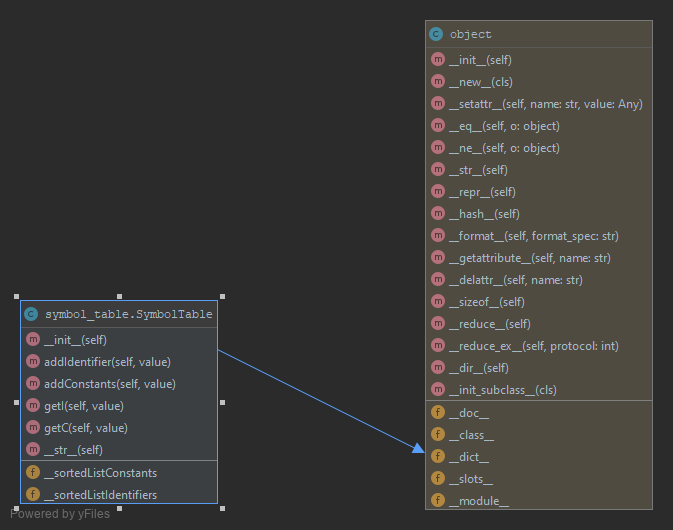 object
__init__(self)
__new__(cls)
__setattr__(self, name: str, value: Any)
__eq__(self, o: object)
__ne__(self, o: object)
__str__(self)
__repr__(self)
__hash__(self)
__format__(self, format_spec: str)
__getattribute__(self, name: str)
__delattr__(self, name: str)
__sizeof__(self)
__reduce__(self)
__reduce_ex__(self, protocol: int)
__dir__(self)
__init_subclass__(cls)
__doc__
__class__
__dict__
__slots__
__module__
symbol_table.SymbolTable
__init__(self)
addIdentifier(self, value)
addConstants(self, value)
getI(self, value)
getC(self, value)
__str__(self)
__sortedListConstants
__sortedListIdentifiers
Powered by yFiles